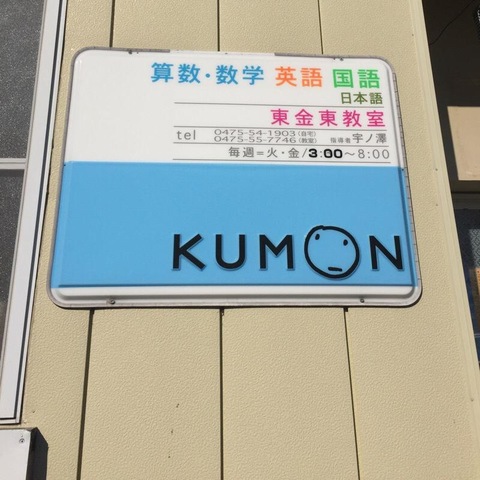 算数・数学 英語 国語
日本語
東金東教室
tel 0475-54-1903(自宅)
0475-55-7746(教室) 指導者 宇ノ澤
毎週=火・金/3:00〜8:00
KUMON